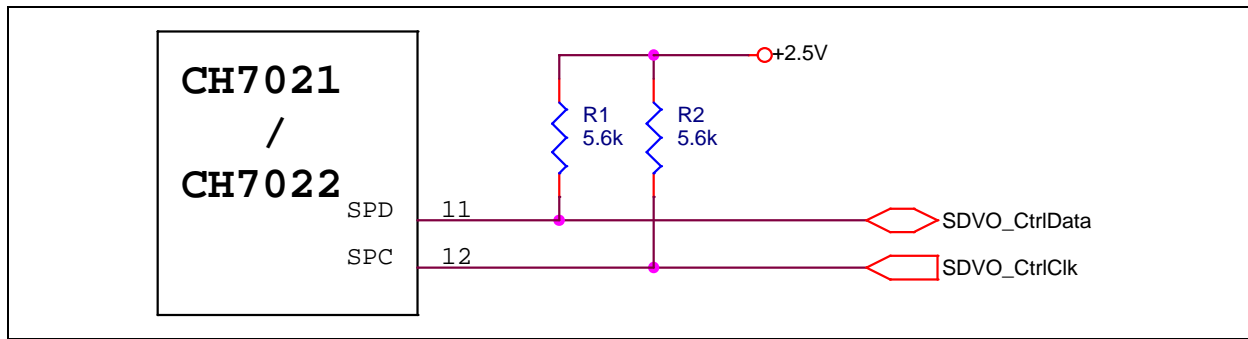 +2.5V
CH7021
/
CH7022
R1
5.6k
R2
5.6k
SPD 11
SDVO_CtrlData
SPC 12
SDVO_CtrlClk